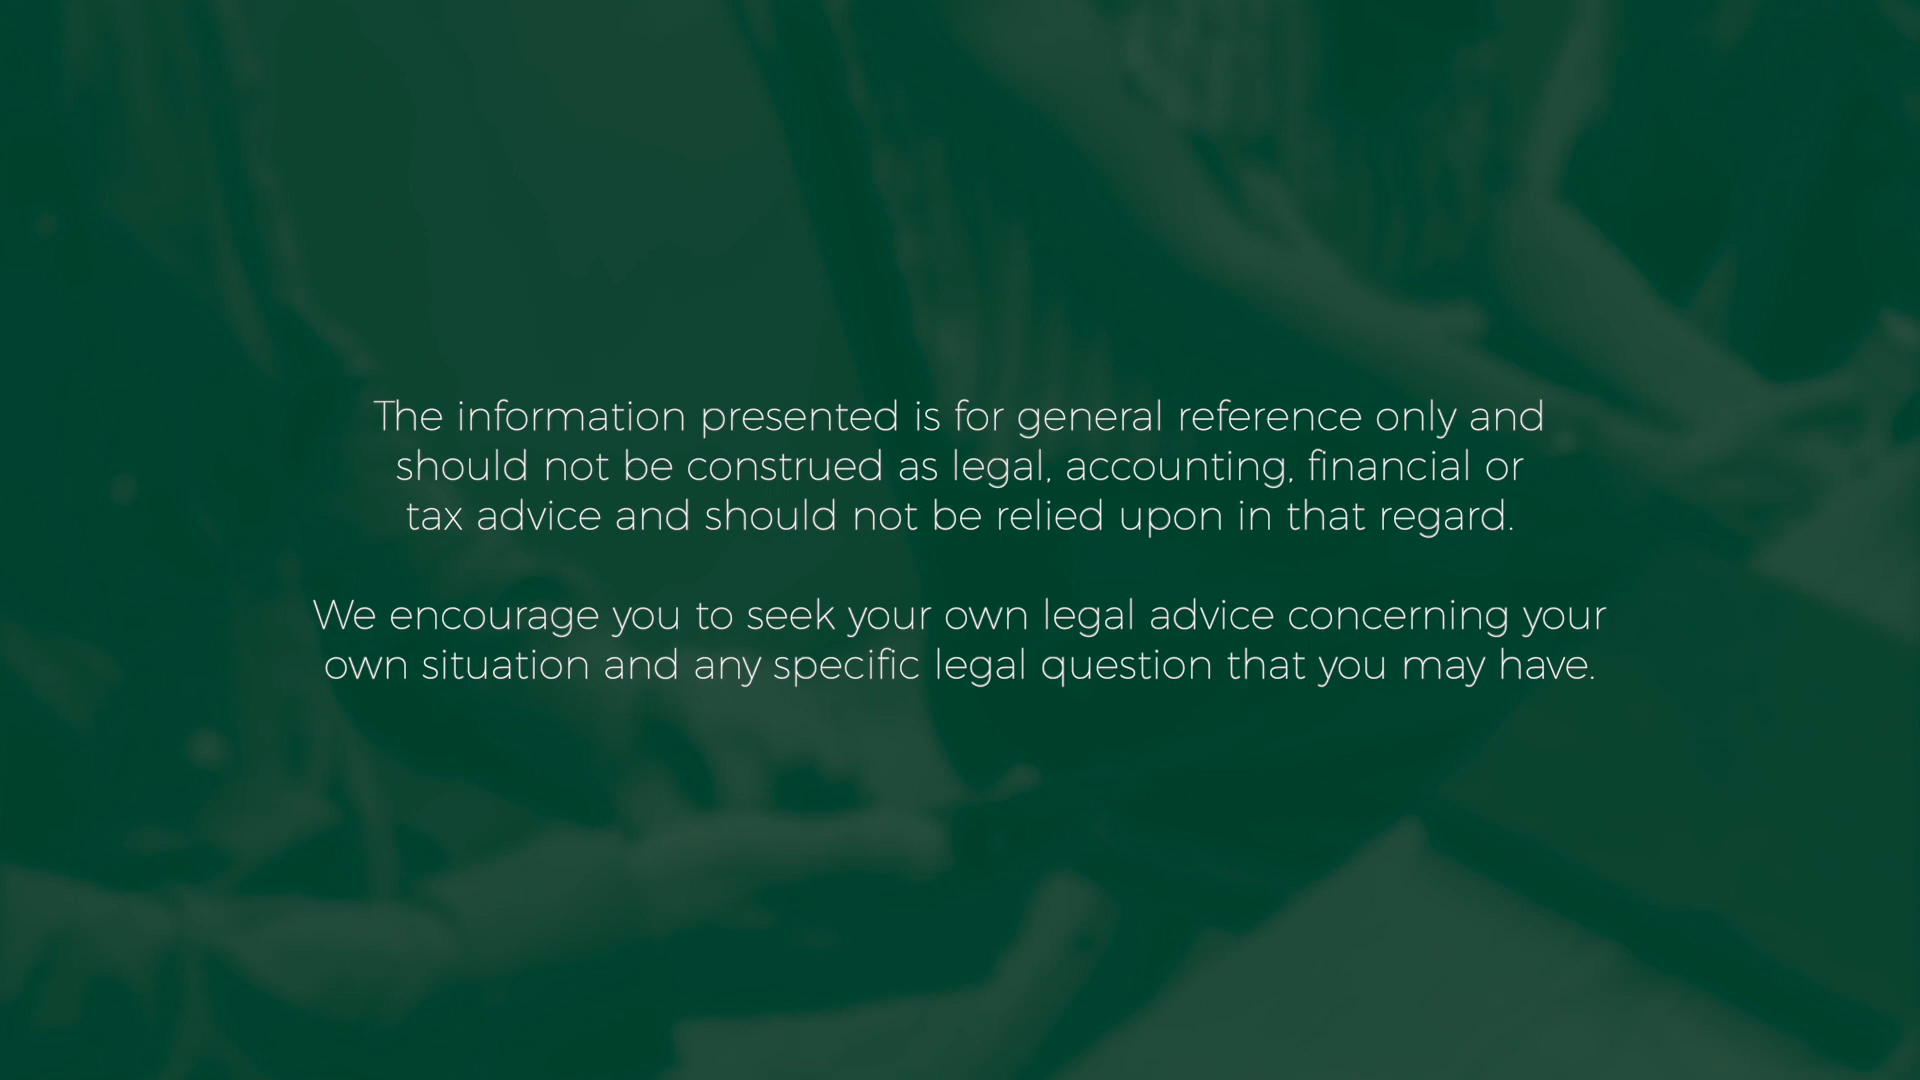 The information presented is for general reference only and
should not be construed as legal, accounting, financial or
tax advice and should not be relied upon in that regard.
We encourage you to seek your own legal advice concerning your
own situation and any specific legal question that you may have.